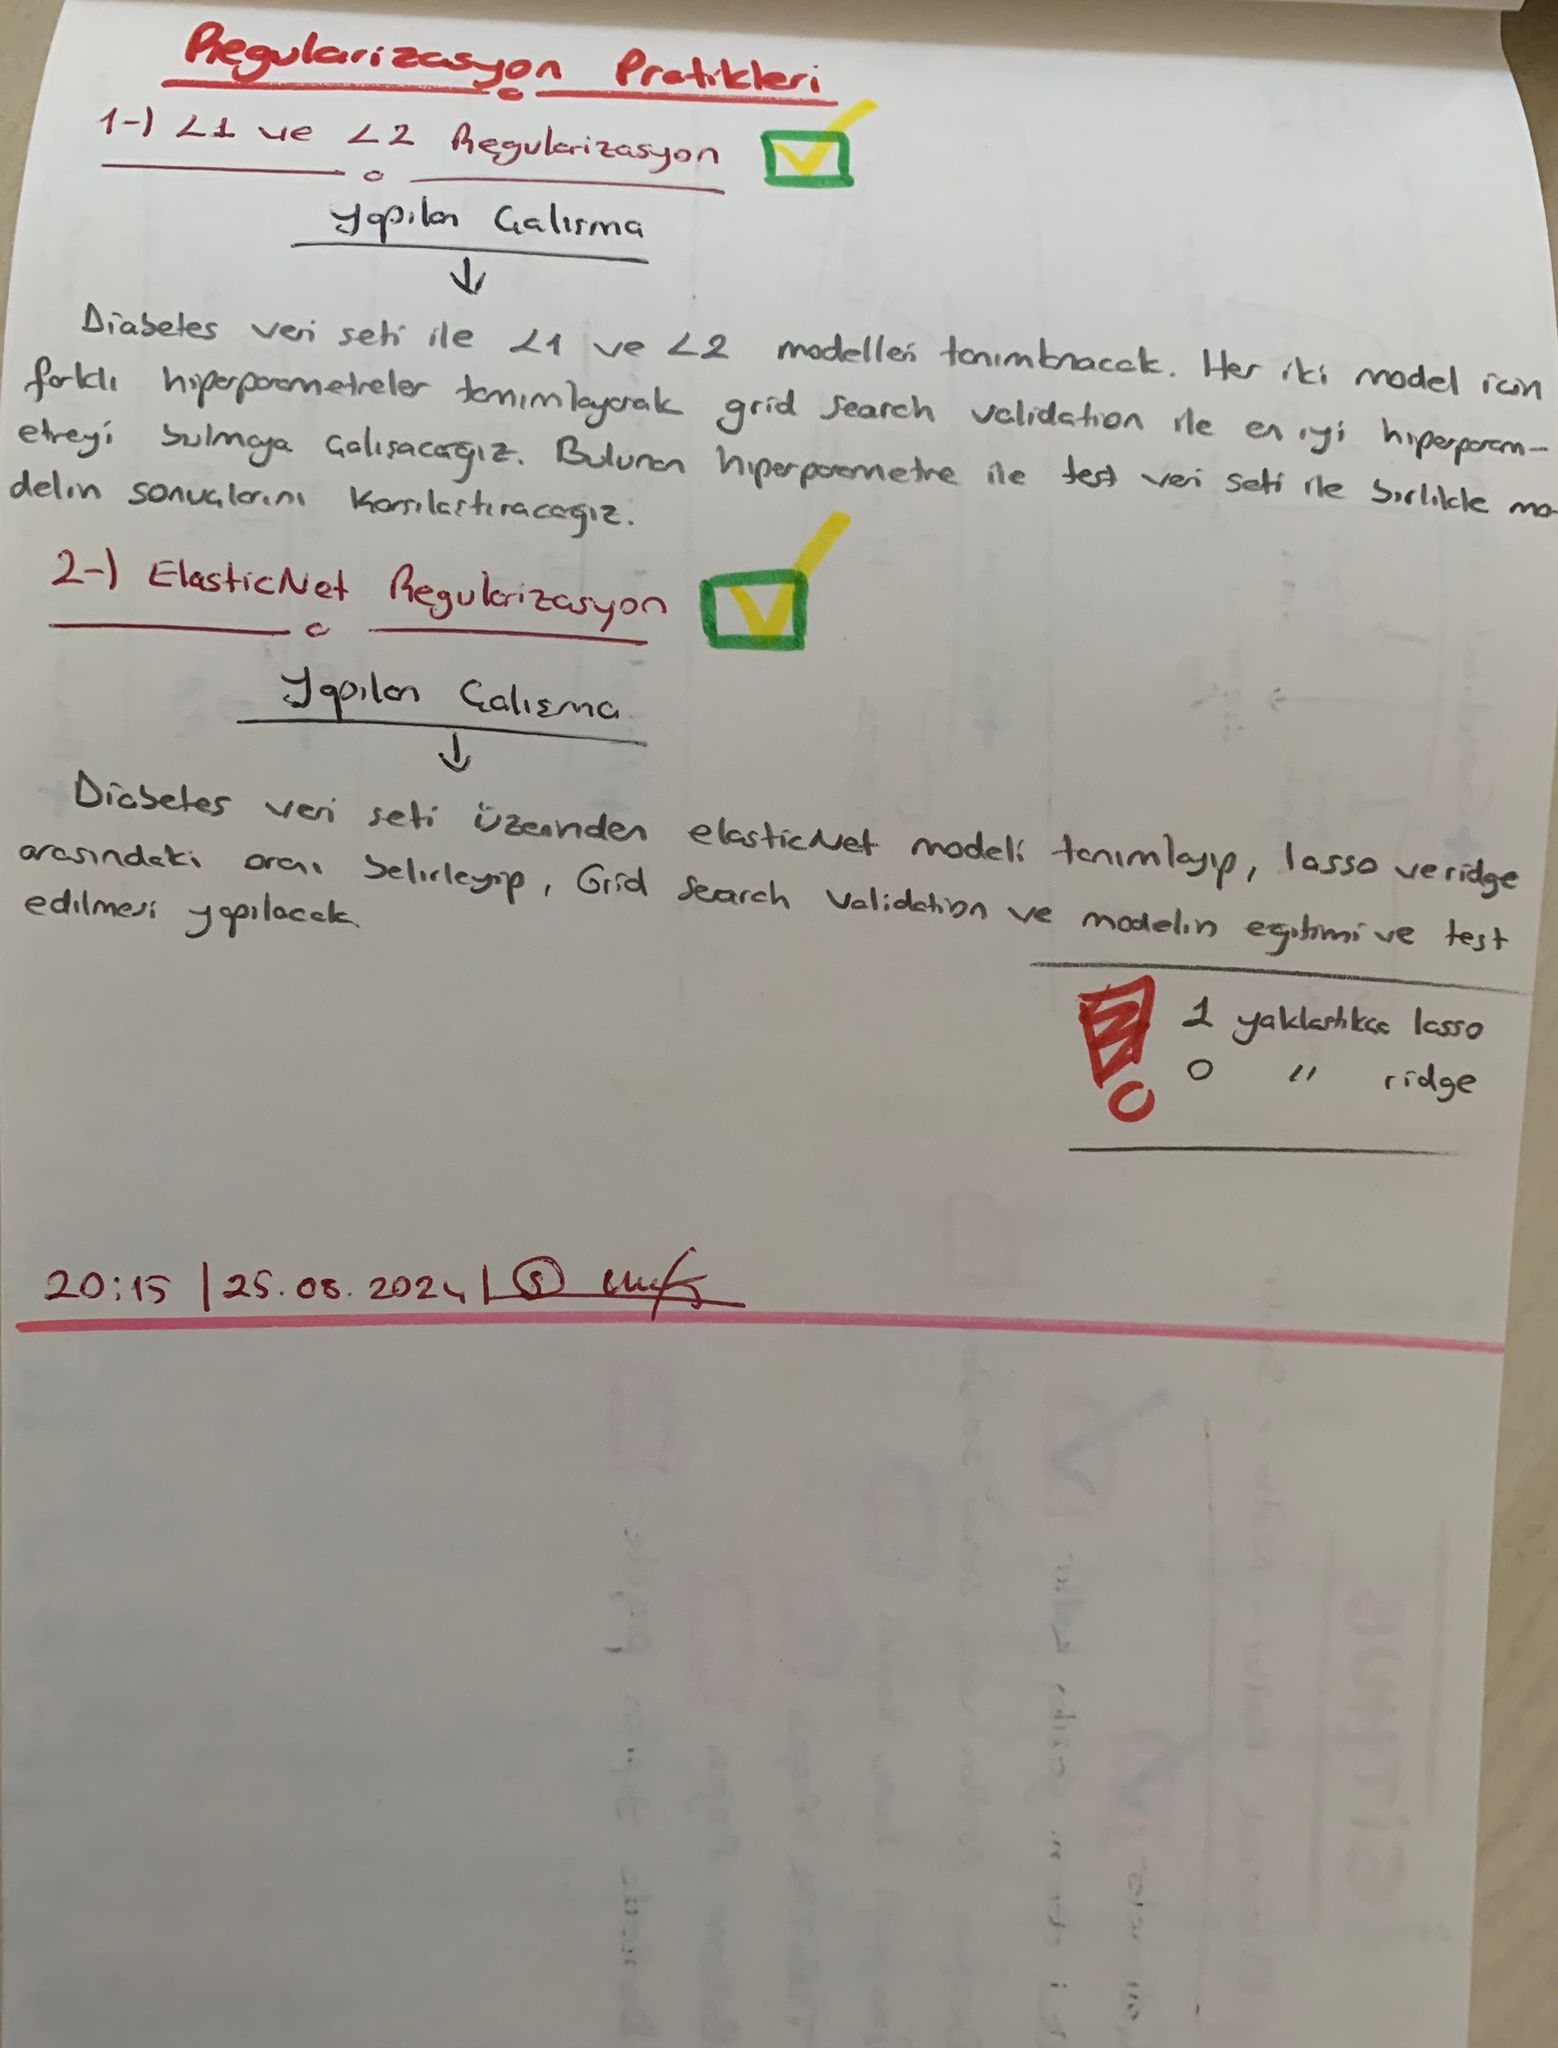 Regularizasyon Pratikleri
1-) L1 ve L2 Regularizasyon
Yapılan Çalışma
Diabetes veri seti ile L1 ve L2 modelleri tanımlanacak. Her iki model için
farklı hiperparametreler tanımlayarak grid search validation ile en iyi hiperparam-
etreyi bulmaya çalışacağız. Bulunan hiperparametre ile test veri seti ile birlikte mo-
delin sonuçlarını karşılaştıracağız.
2-) ElasticNet Regularizasyon
Yapılan Çalışma
Diabetes veri seti üzerinden elasticNet modeli tanımlayıp, lasso ve ridge
arasındaki oranı belirleyip, Grid Search Validation ve modelin eğitimi ve test
edilmesi yapılacak
1 yaklaştıkça lasso
0 " ridge
20:15 | 25.08.2024 |